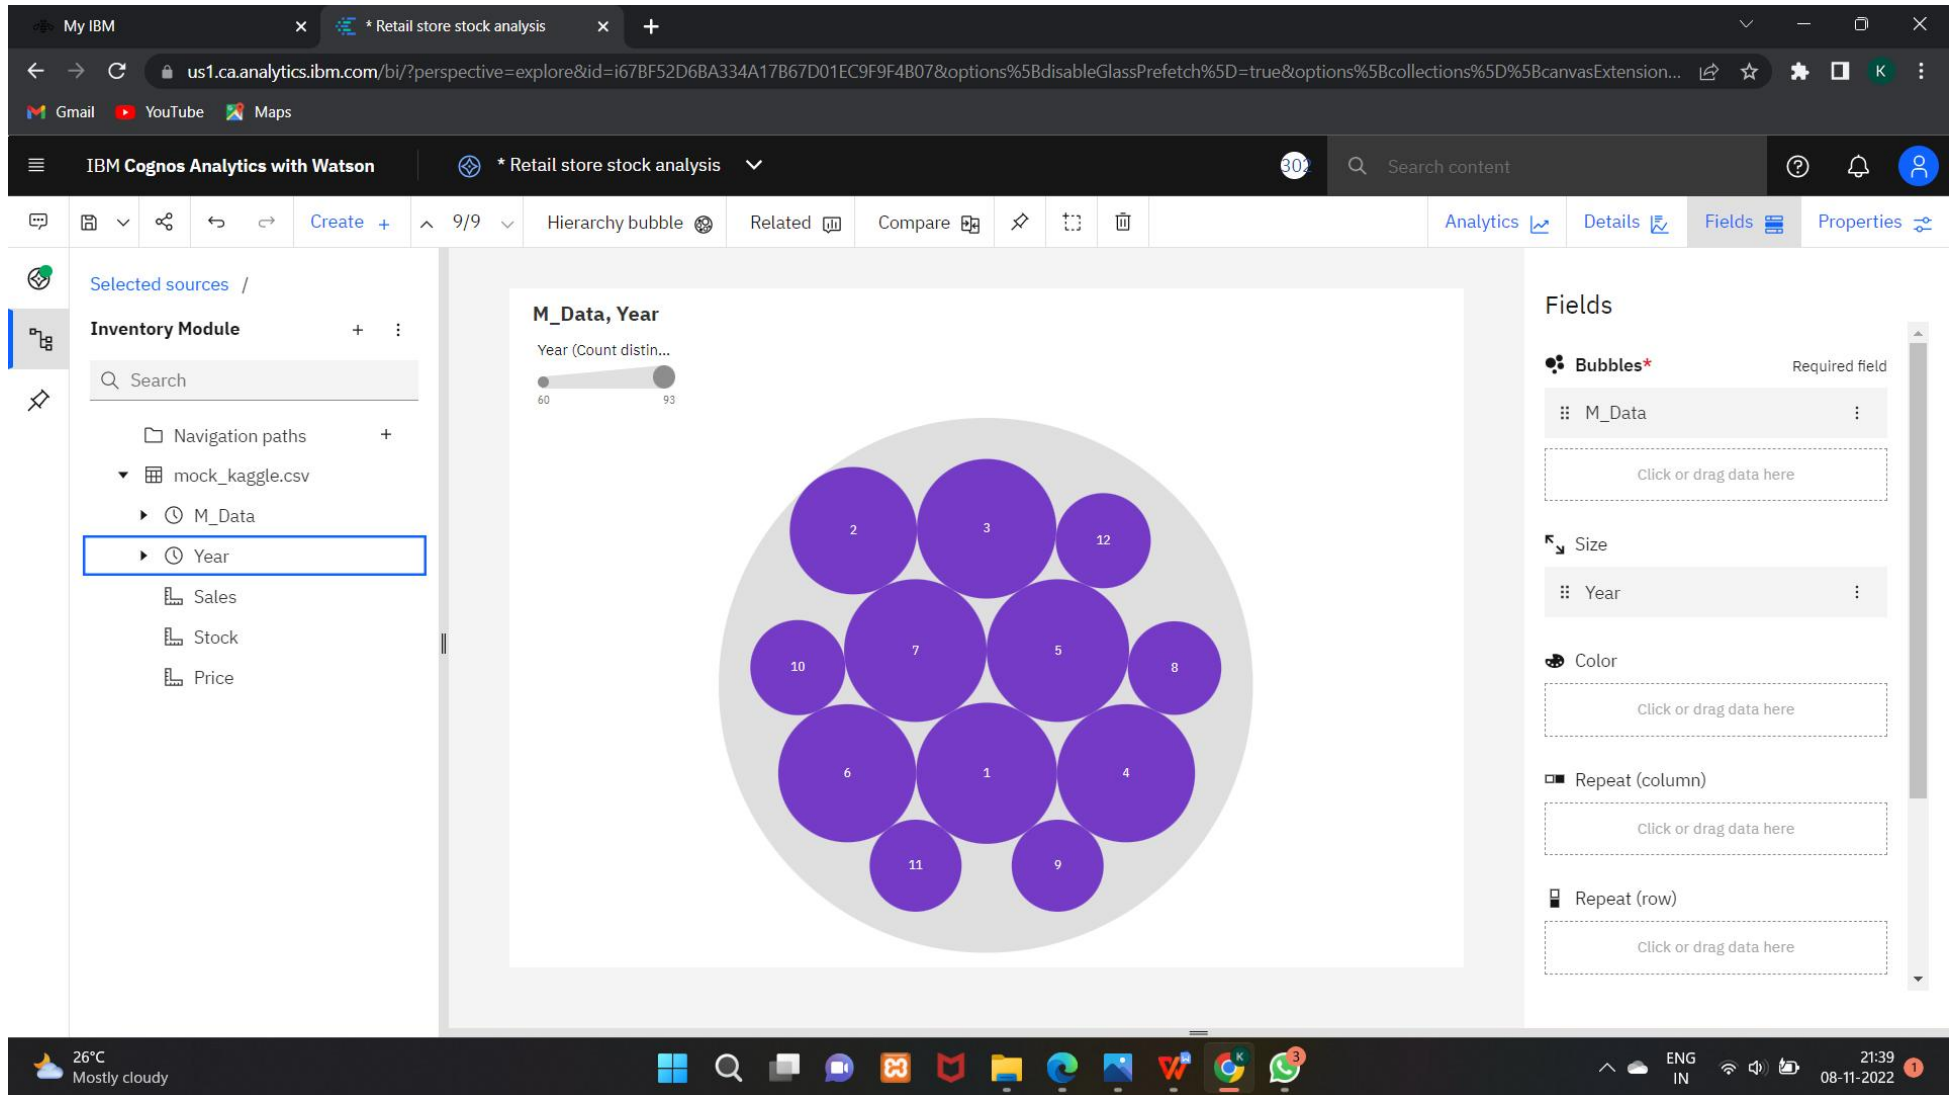 My IBM
* Retail store stock analysis
us1.ca.analytics.ibm.com/bi/?perspective=explore&id=i67BF52D6BA334A17B67D01EC9F9F4B07&options%5BdisableGlassPrefetch%5D=true&options%5Bcollections%5D%5BcanvasExtension...
K
Gmail
YouTube
Maps
IBM Cognos Analytics with Watson
* Retail store stock analysis
302
Search content
Create +
9/9
Hierarchy bubble
Related
Compare
Analytics
Details
Fields
Properties
Selected sources /
Inventory Module
Search
Navigation paths
mock_kaggle.csv
M_Data
Year
Sales
Stock
Price
M_Data, Year
Year (Count distin...
60
93
2
3
12
7
5
10
8
6
1
4
11
9
Fields
Bubbles*
Required field
M_Data
Click or drag data here
Size
Year
Color
Click or drag data here
Repeat (column)
Click or drag data here
Repeat (row)
Click or drag data here
26°C
Mostly cloudy
K
3
ENG
IN
21:39
08-11-2022
1